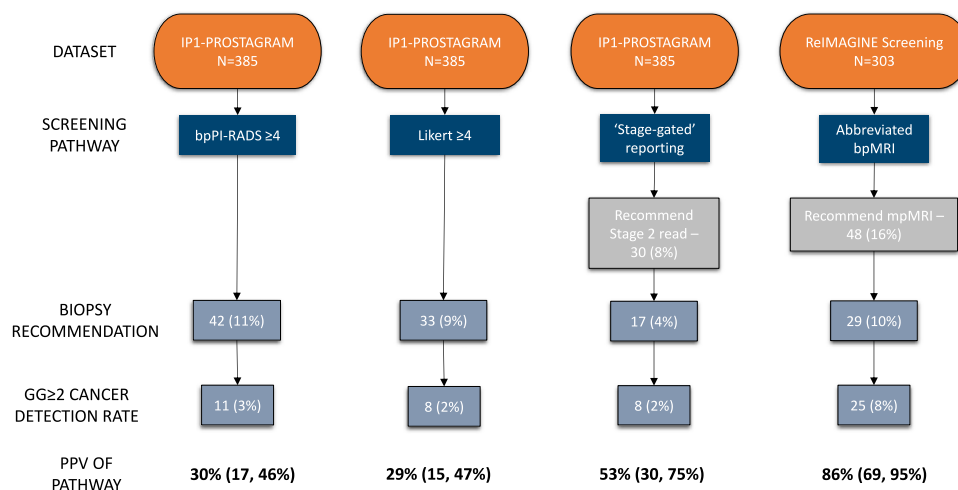 DATASET
IP1-PROSTAGRAM
N=385
IP1-PROSTAGRAM
N=385
IP1-PROSTAGRAM
N=385
ReIMAGINE Screening
N=303
SCREENING
PATHWAY
bpPI-RADS ≥4
Likert ≥4
‘Stage-gated’
reporting
Abbreviated
bpMRI
Recommend
Stage 2 read –
30 (8%)
Recommend mpMRI –
48 (16%)
BIOPSY
RECOMMENDATION
42 (11%)
33 (9%)
17 (4%)
29 (10%)
GG≥2 CANCER
DETECTION RATE
11 (3%)
8 (2%)
8 (2%)
25 (8%)
PPV OF
PATHWAY
30% (17, 46%)
29% (15, 47%)
53% (30, 75%)
86% (69, 95%)